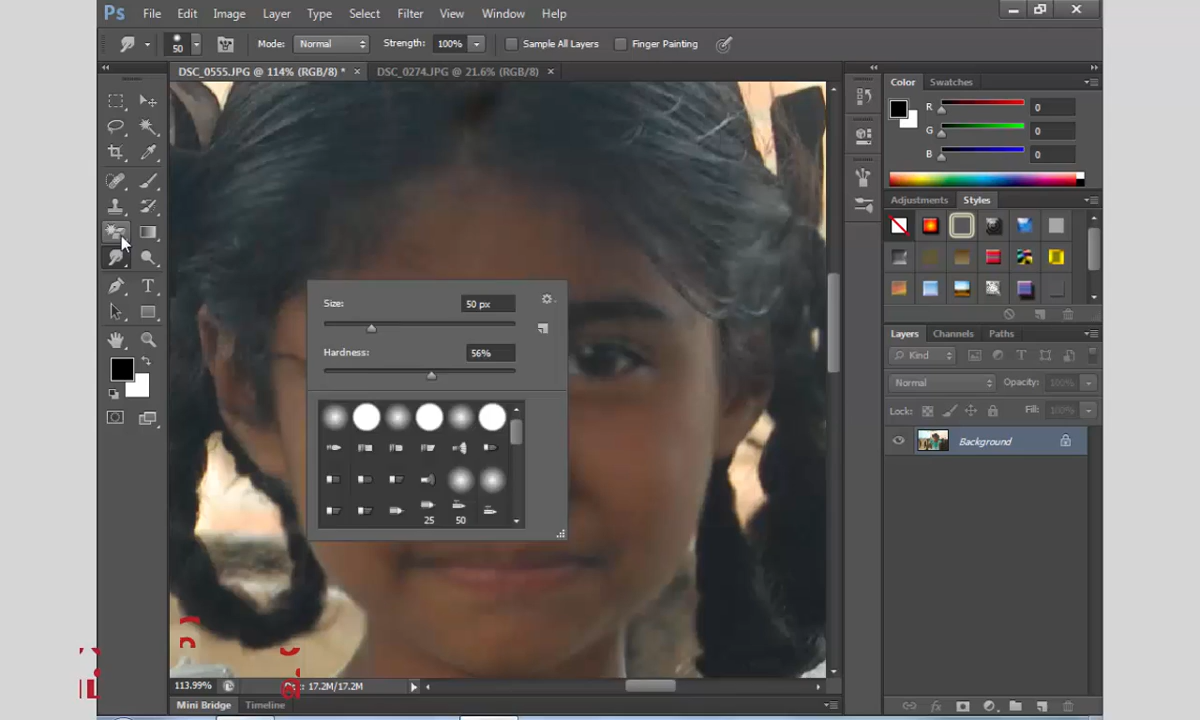 Ps File Edit Image Layer Type Select Filter View Window Help
50 Mode: Normal Strength: 100% Sample All Layers Finger Painting
DSC_0555.JPG @ 114% (RGB/8) * × DSC_0274.JPG @ 21.6% (RGB/8) ×
Size: 50 px
Hardness: 56%
25 50
Color Swatches
R 0
G 0
B 0
Adjustments Styles
Layers Channels Paths
Kind
Normal Opacity: 100%
Lock: Fill: 100%
Background
113.99% 17.2M/17.2M
Mini Bridge Timeline